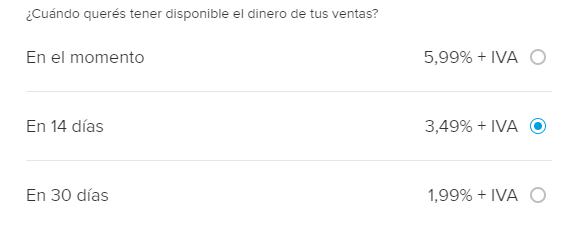 ¿Cuándo querés tener disponible el dinero de tus ventas?
En el momento 5,99% + IVA
En 14 días 3,49% + IVA
En 30 días 1,99% + IVA